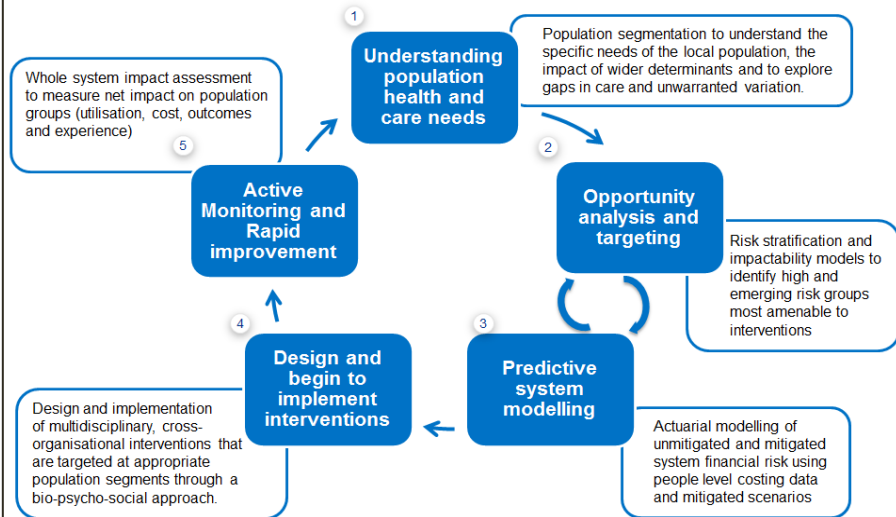 1
Understanding
population
health and
care needs
Population segmentation to understand the
specific needs of the local population, the
impact of wider determinants and to explore
gaps in care and unwarranted variation.
2
Opportunity
analysis and
targeting
Risk stratification and
impactability models to
identify high and
emerging risk groups
most amenable to
interventions
3
Predictive
system
modelling
Actuarial modelling of
unmitigated and mitigated
system financial risk using
people level costing data
and mitigated scenarios
4
Design and
begin to
implement
interventions
Design and implementation
of multidisciplinary, cross-
organisational interventions that
are targeted at appropriate
population segments through a
bio-psycho-social approach.
5
Active
Monitoring and
Rapid
improvement
Whole system impact assessment
to measure net impact on population
groups (utilisation, cost, outcomes
and experience)